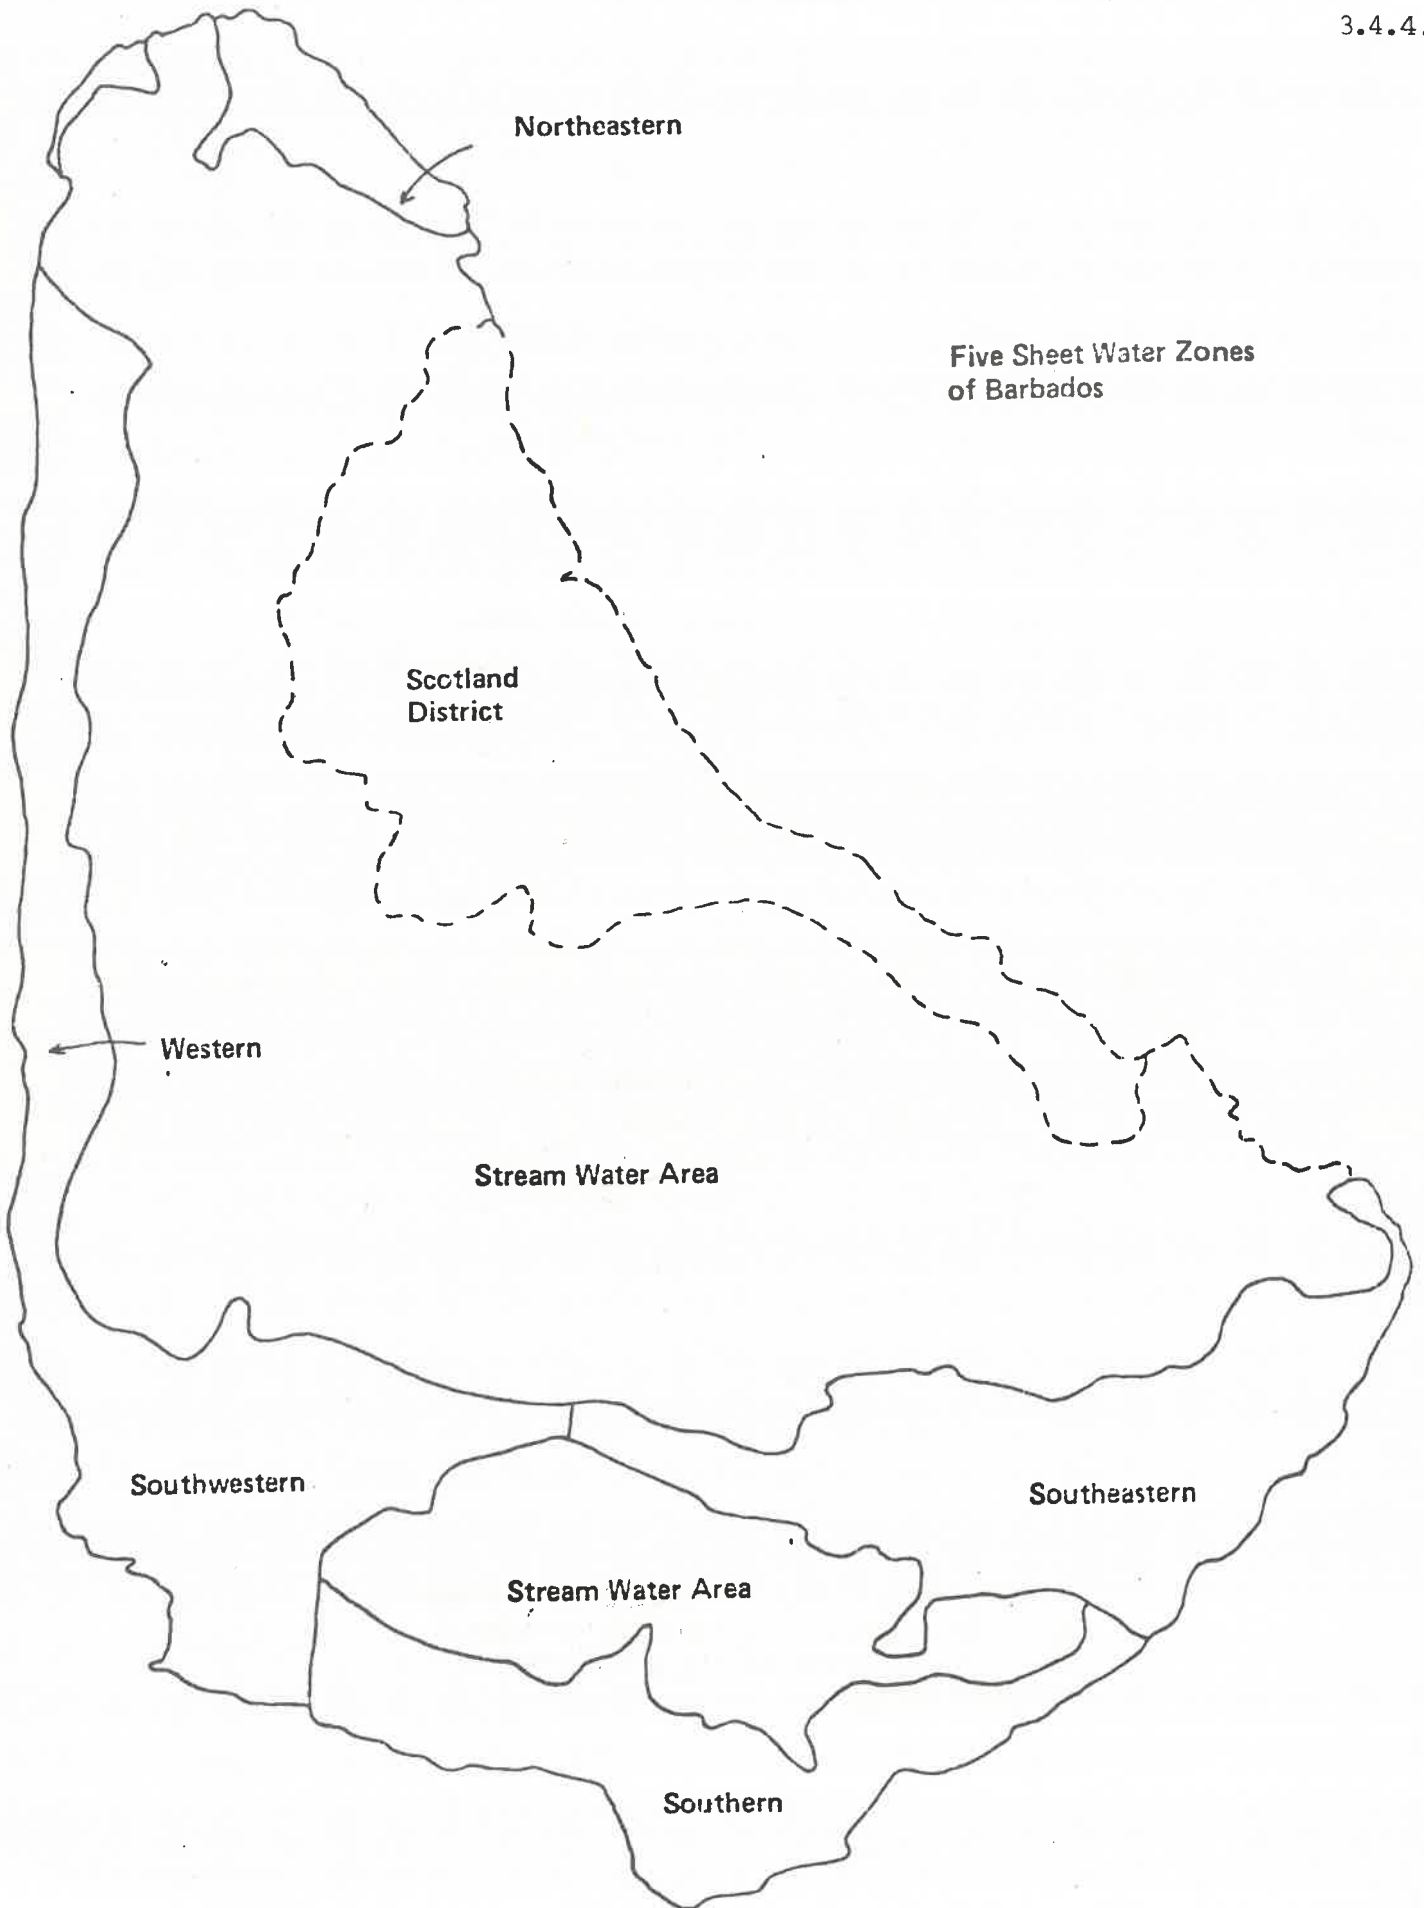 3.4.4.
Northeastern
Five Sheet Water Zones
of Barbados
Scotland
District
Western
Stream Water Area
Southwestern
Southeastern
Stream Water Area
Southern